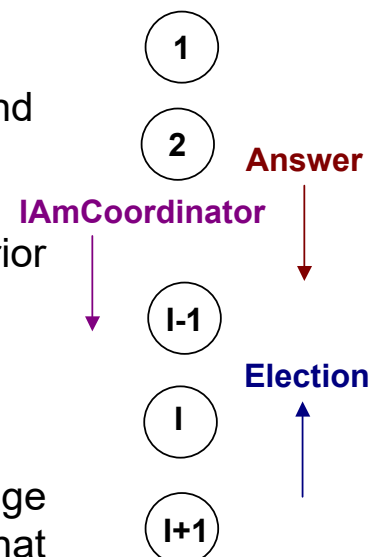 1
nd
2
Answer
IAmCoordinator
rior
I-1
Election
I
ge
I+1
hat